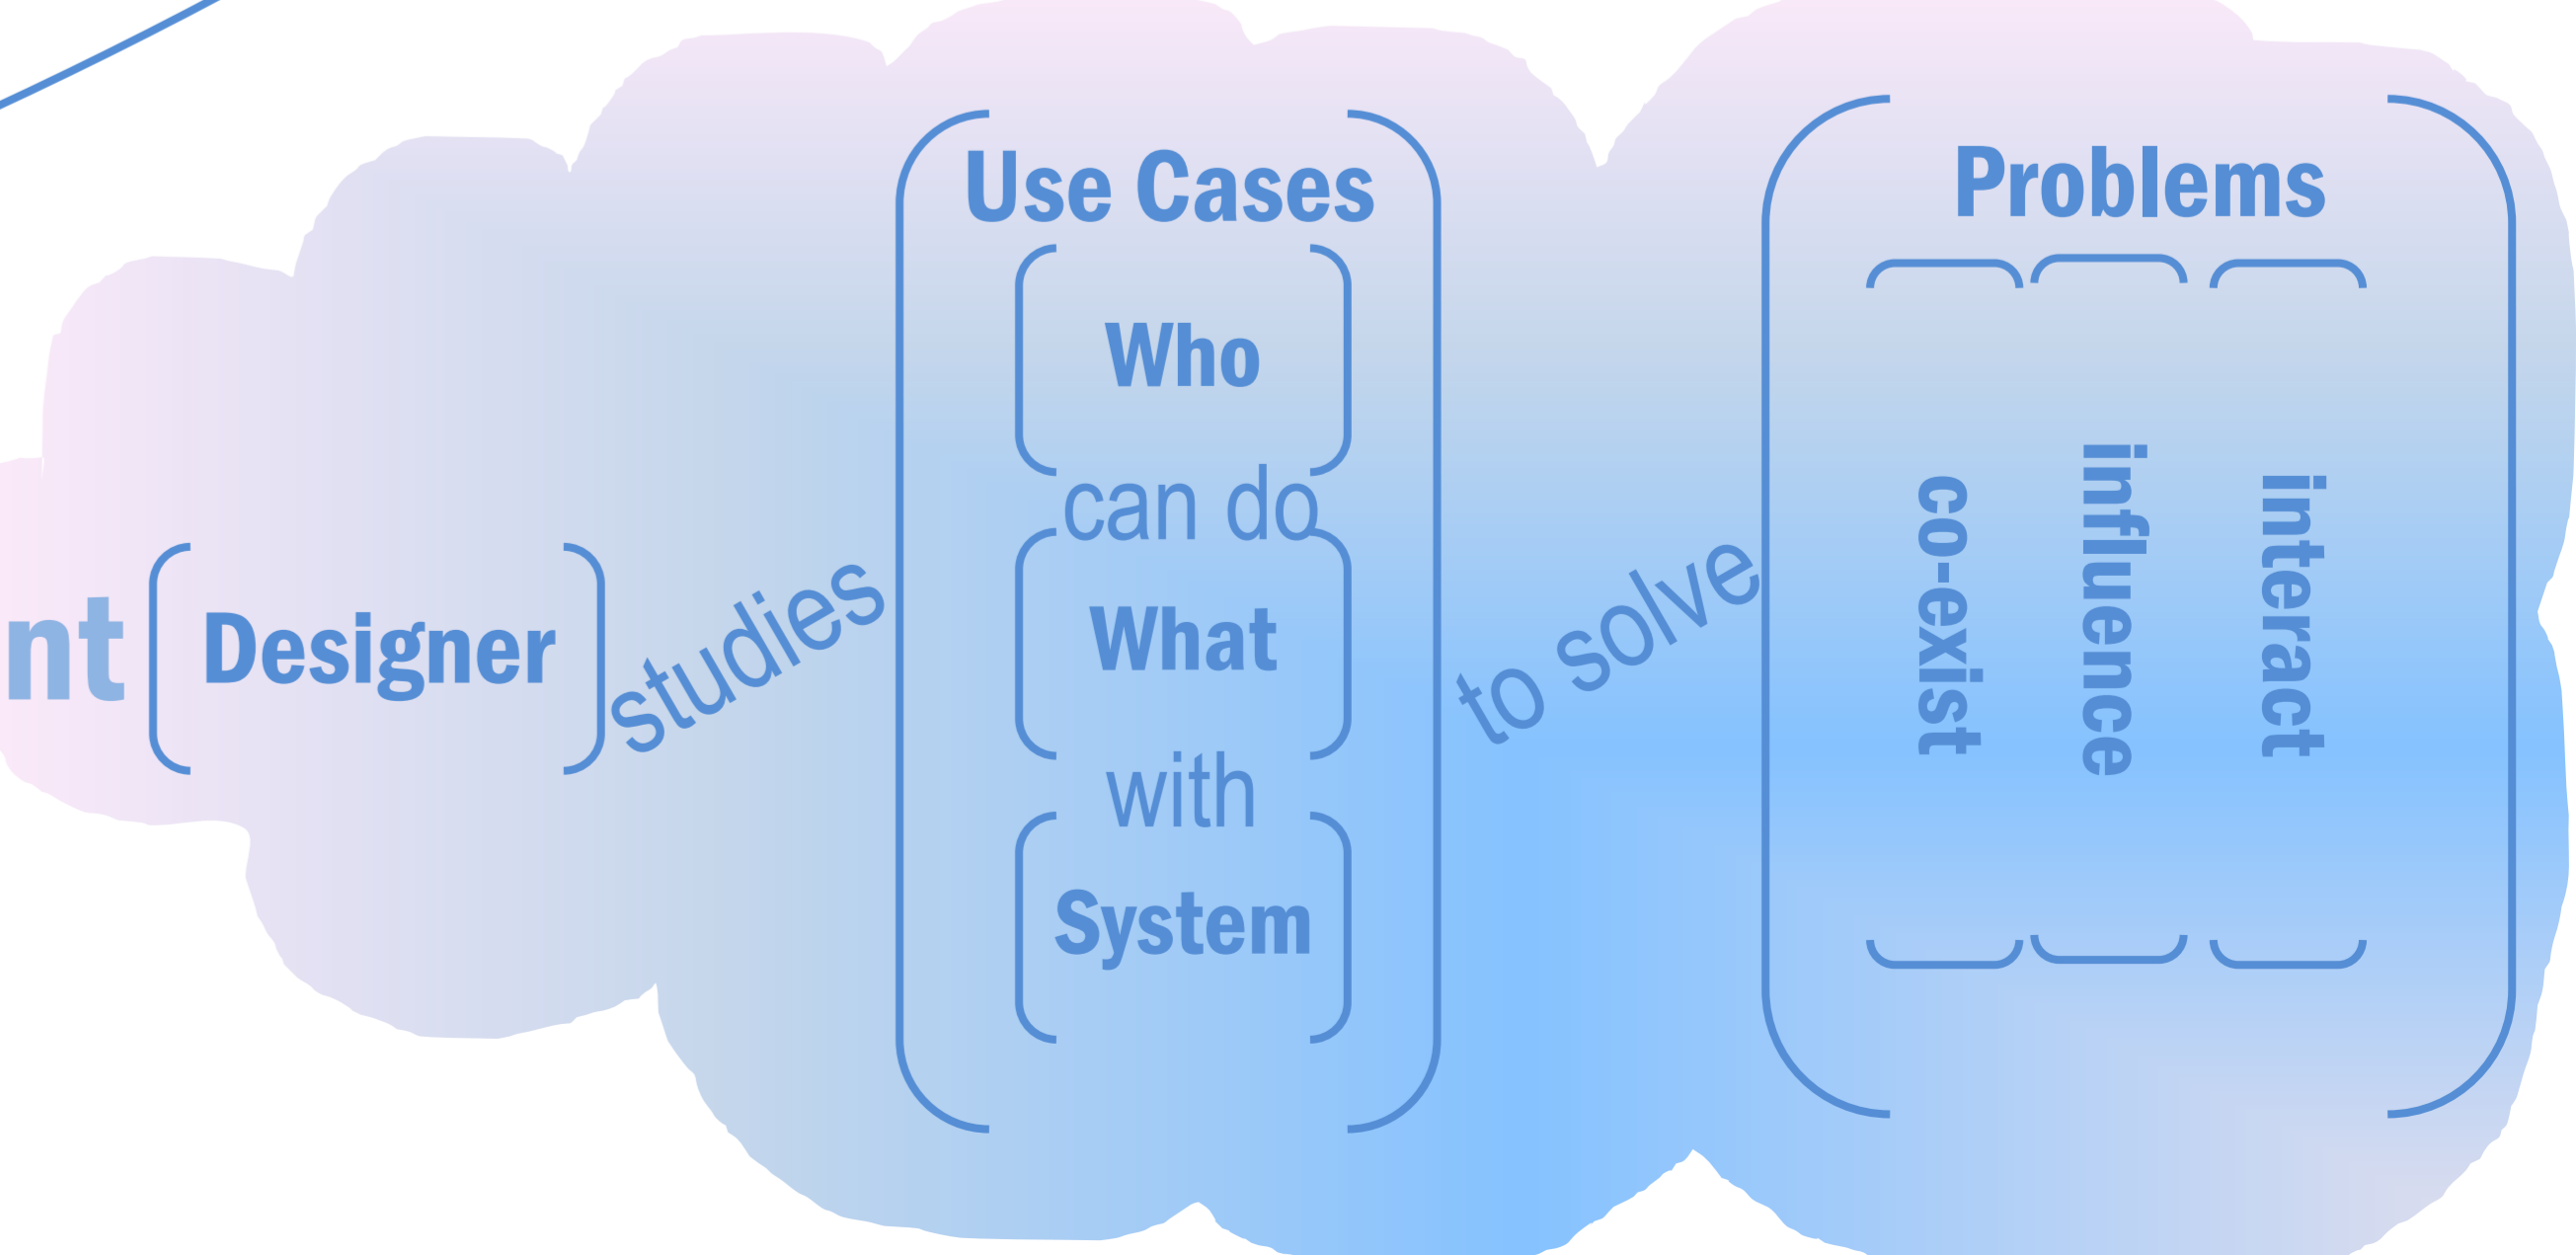 nt
Designer
studies
Use Cases
Who
can do
What
with
System
to solve
Problems
co-exist
influence
interact